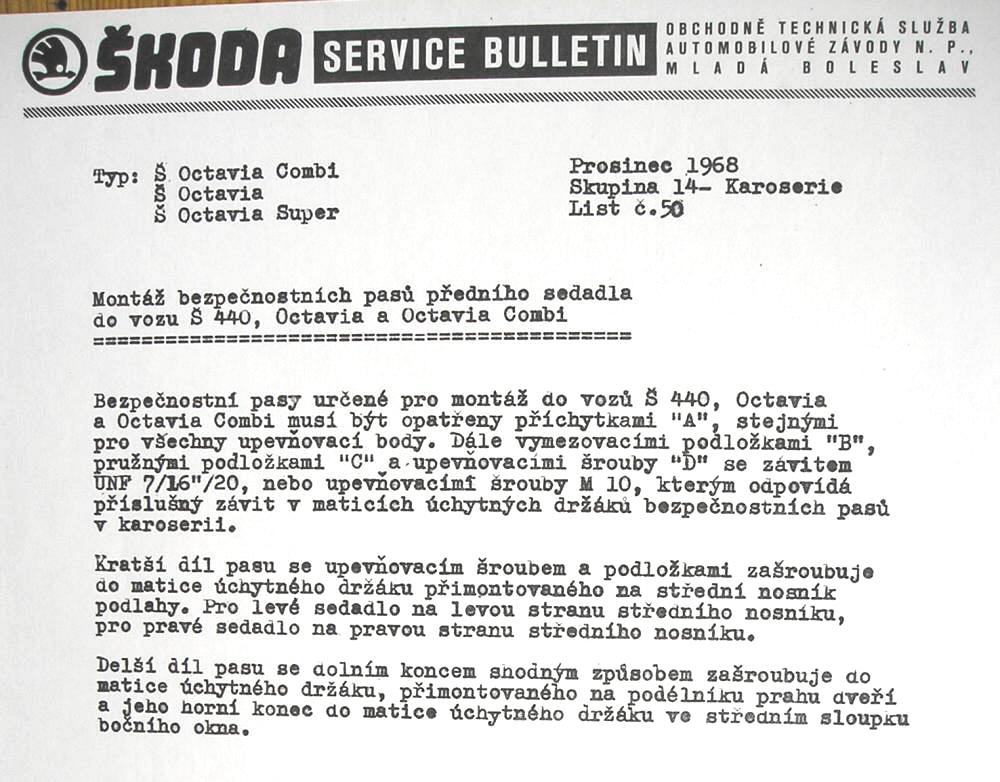 ŠKODA SERVICE BULLETIN
OBCHODNĚ TECHNICKÁ SLUŽBA
AUTOMOBILOVÉ ZÁVODY N. P.,
MLADÁ BOLESLAV
Typ: Š Octavia Combi
Š Octavia
Š Octavia Super
Prosinec 1968
Skupina 14- Karoserie
List č.50
Montáž bezpečnostních pasů předního sedadla
do vozu Š 440, Octavia a Octavia Combi
============================================
Bezpečnostní pasy určené pro montáž do vozů Š 440, Octavia
a Octavia Combi musí být opatřeny příchytkami "A", stejnými
pro všechny upevňovací body. Dále vymezovacími podložkami "B",
pružnými podložkami "C" a upevňovacími šrouby "D" se závitem
UNF 7/16"/20, nebo upevňovacími šrouby M 10, kterým odpovídá
příslušný závit v maticích úchytných držáků bezpečnostních pasů
v karoserii.
Kratší díl pasu se upevňovacím šroubem a podložkami zašroubuje
do matice úchytného držáku přimontovaného na střední nosník
podlahy. Pro levé sedadlo na levou stranu středního nosníku,
pro pravé sedadlo na pravou stranu středního nosníku.
Delší díl pasu se dolním koncem shodným způsobem zašroubuje do
matice úchytného držáku, přimontovaného na podélníku prahu dveří
a jeho horní konec do matice úchytného držáku ve středním sloupku
bočního okna.